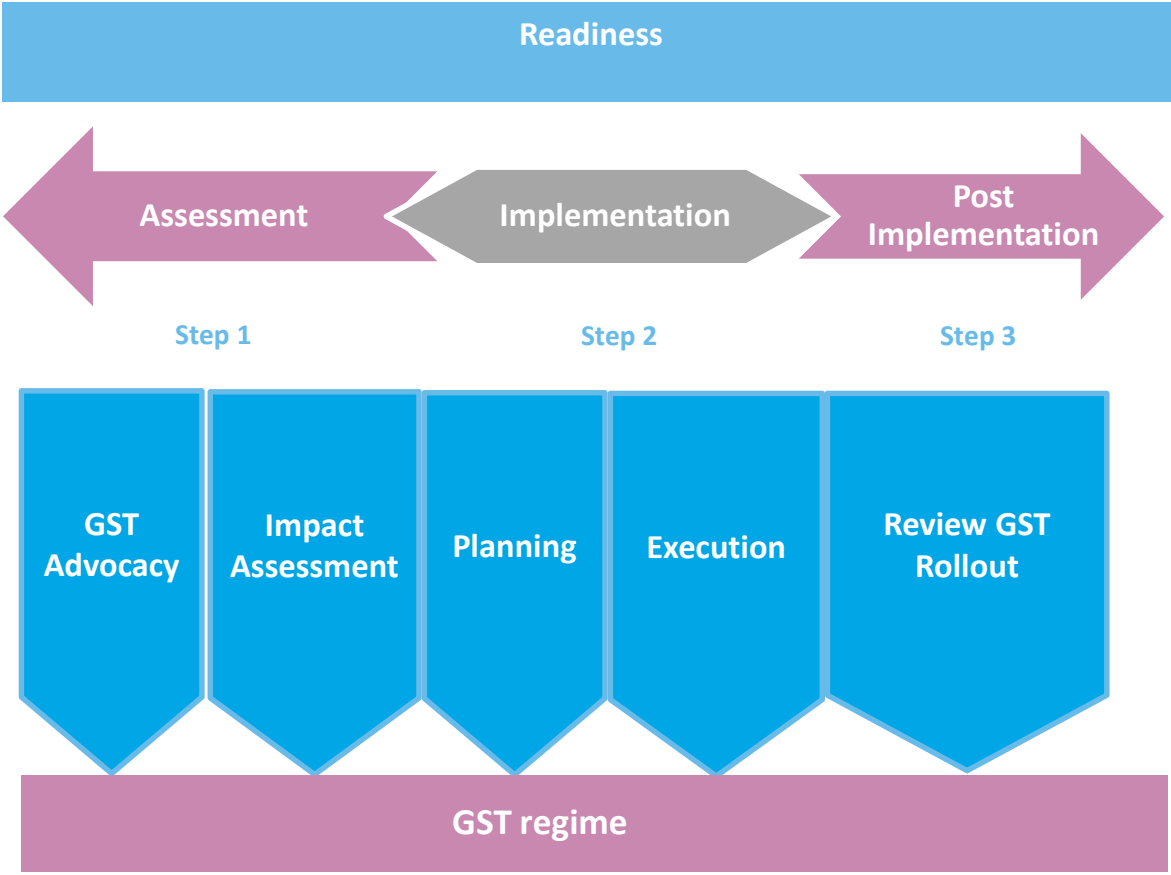 Readiness
Assessment
Implementation
Post
Implementation
Step 1
Step 2
Step 3
GST
Advocacy
Impact
Assessment
Planning
Execution
Review GST
Rollout
GST regime